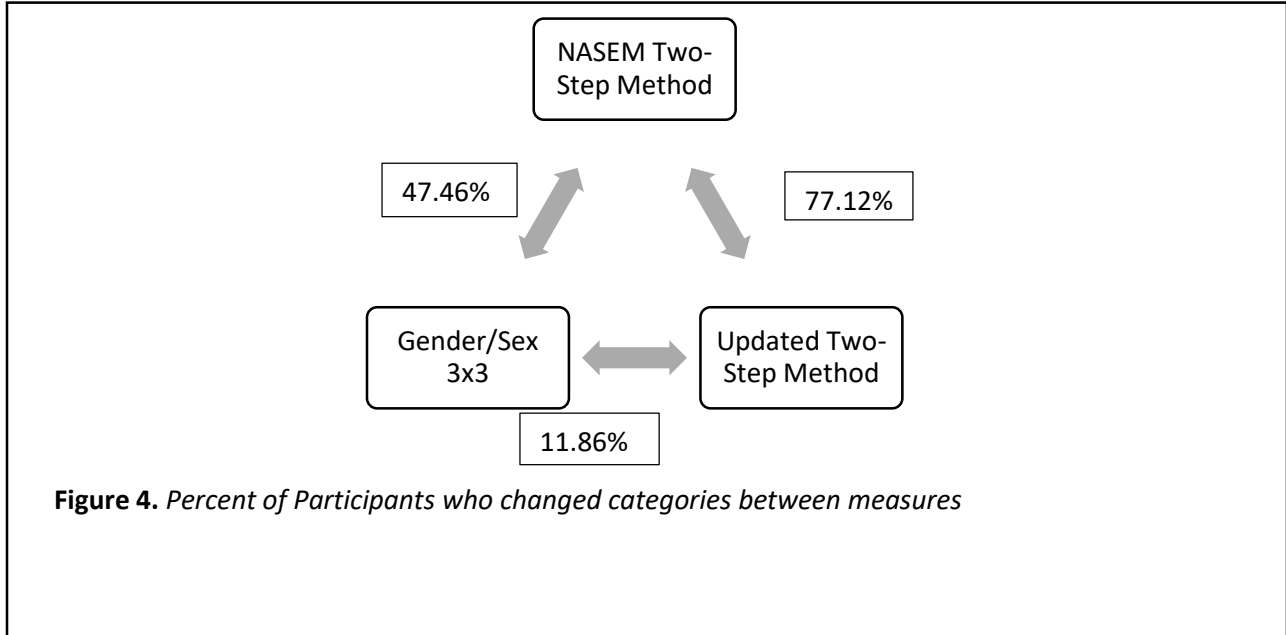 NASEM Two-
Step Method
47.46%
77.12%
Gender/Sex
3x3
Updated Two-
Step Method
11.86%
Figure 4. Percent of Participants who changed categories between measures